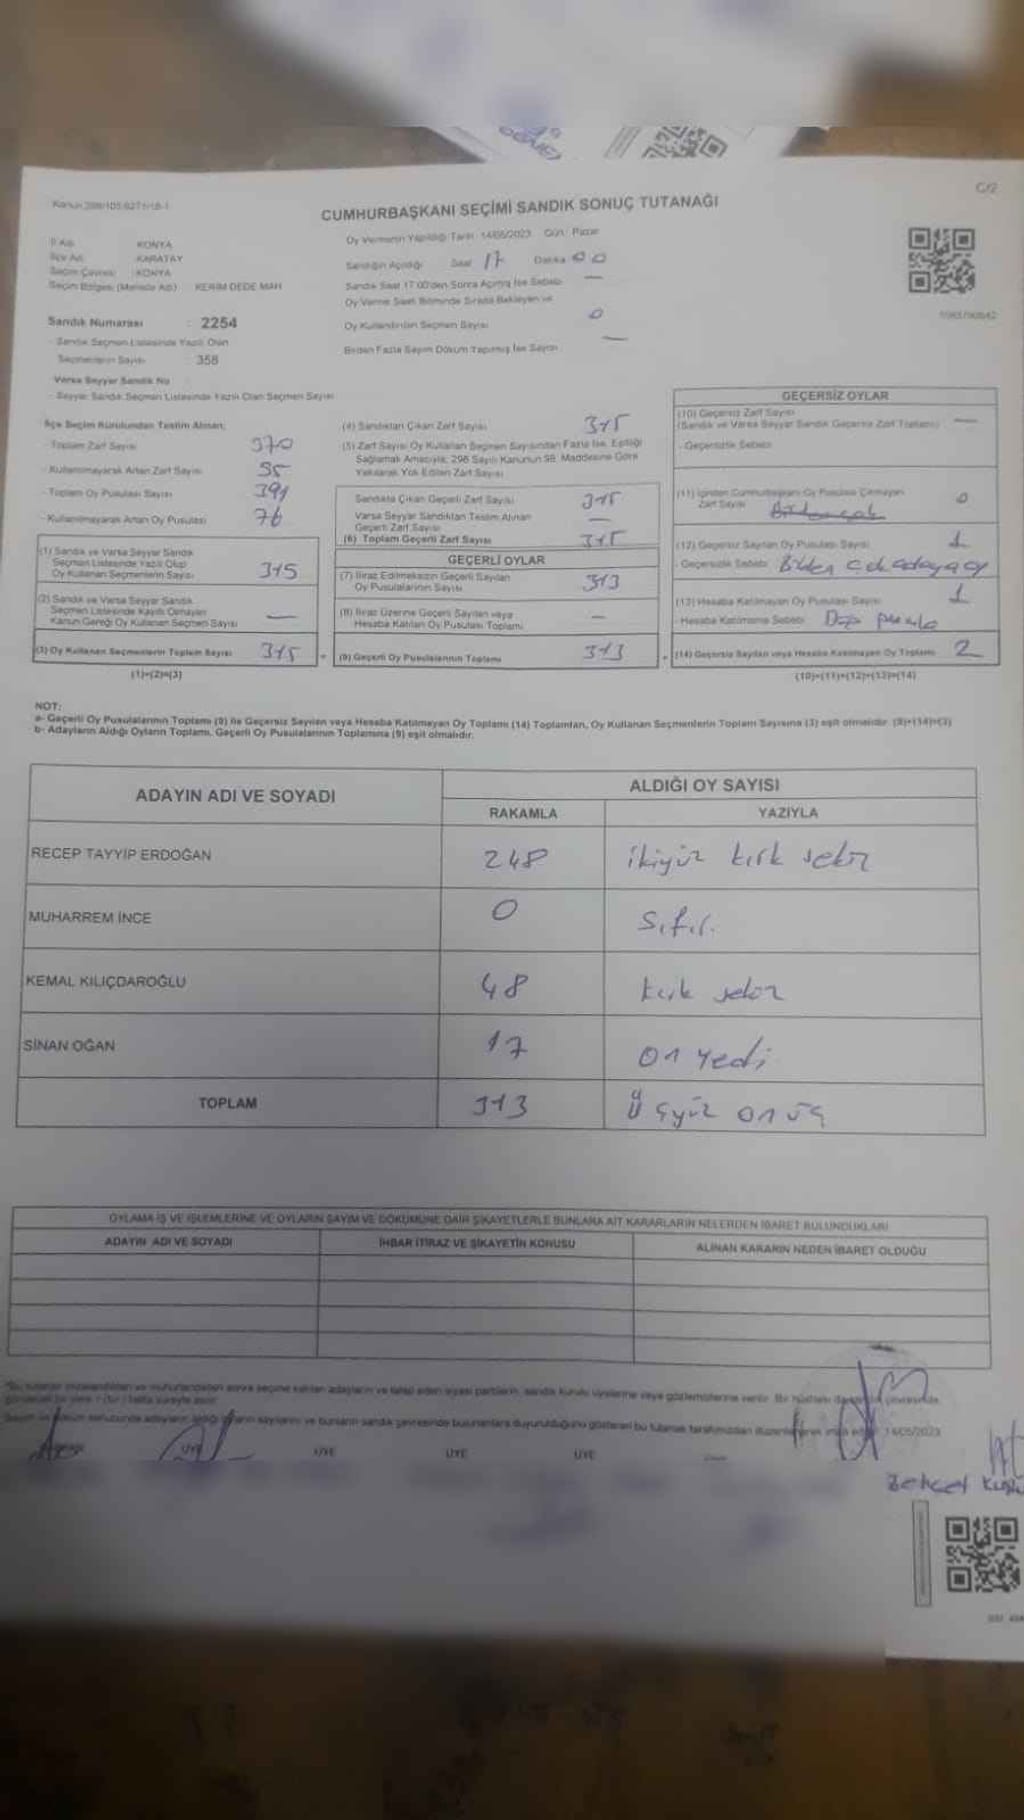 C/2
CUMHURBAŞKANI SEÇİMİ SANDIK SONUÇ TUTANAĞI
İl Adı : KONYA
İlçe Adı : KARATAY
Seçim Çevresi : KONYA
Seçim Bölgesi (Mahalle Adı) : KERİM DEDE MAH
Sandık Numarası : 2254
- Sandık Seçmen Listesinde Yazılı Olan
Seçmenlerin Sayısı : 358
Varsa Seyyar Sandık No
- Seyyar Sandık Seçmen Listesinde Yazılı Olan Seçmen Sayısı
Oy Vermenin Yapıldığı Tarih 14/05/2023 Gün Pazar
Sandığın Açıldığı Saat 17 Dakika 00
Sandık Saat 17:00'den Sonra Açılmış İse Sebebi —
Oy Verme Saati Bitiminde Sırada Bekleyen ve
Oy Kullandırılan Seçmen Sayısı 0
Birden Fazla Sayım Döküm Yapılmış İse Sayısı —
İlçe Seçim Kurulundan Teslim Alınan;
- Toplam Zarf Sayısı 370
- Kullanılmayarak Artan Zarf Sayısı 55
- Toplam Oy Pusulası Sayısı 391
- Kullanılmayarak Artan Oy Pusulası 76
(1) Sandık ve Varsa Seyyar Sandık
Seçmen Listesinde Yazılı Olup
Oy Kullanan Seçmenlerin Sayısı 315
(2) Sandık ve Varsa Seyyar Sandık
Seçmen Listesinde Kayıtlı Olmayan
Kanun Gereği Oy Kullanan Seçmen Sayısı —
(3) Oy Kullanan Seçmenlerin Toplam Sayısı 315
(1)+(2)=(3)
(4) Sandıktan Çıkan Zarf Sayısı 315
(5) Zarf Sayısı Oy Kullanan Seçmen Sayısından Fazla İse, Eşitliği
Sağlamak Amacıyla, 298 Sayılı Kanunun 98. Maddesine Göre
Yakılarak Yok Edilen Zarf Sayısı
Sandıkta Çıkan Geçerli Zarf Sayısı 315
Varsa Seyyar Sandıktan Teslim Alınan
Geçerli Zarf Sayısı —
(6) Toplam Geçerli Zarf Sayısı 315
GEÇERLİ OYLAR
(7) İtiraz Edilmeksizin Geçerli Sayılan
Oy Pusulalarının Sayısı 313
(8) İtiraz Üzerine Geçerli Sayılan veya
Hesaba Katılan Oy Pusulası Toplamı —
(9) Geçerli Oy Pusulalarının Toplamı 313
GEÇERSİZ OYLAR
(10) Geçersiz Zarf Sayısı
(Sandık ve Varsa Seyyar Sandık Geçersiz Zarf Toplamı) —
- Geçersizlik Sebebi
(11) İçinden Cumhurbaşkanı Oy Pusulası Çıkmayan
Zarf Sayısı 0
(12) Geçersiz Sayılan Oy Pusulası Sayısı 1
- Geçersizlik Sebebi Birden çok adaya oy
(13) Hesaba Katılmayan Oy Pusulası Sayısı 1
- Hesaba Katılmama Sebebi pusula
(14) Geçersiz Sayılan veya Hesaba Katılmayan Oy Toplamı 2
(10)+(11)+(12)+(13)=(14)
NOT:
a- Geçerli Oy Pusulalarının Toplamı (9) ile Geçersiz Sayılan veya Hesaba Katılmayan Oy Toplamı (14) Toplamları, Oy Kullanan Seçmenlerin Toplam Sayısına (3) eşit olmalıdır. (9)+(14)=(3)
b- Adayların Aldığı Oyların Toplamı, Geçerli Oy Pusulalarının Toplamına (9) eşit olmalıdır.
ADAYIN ADI VE SOYADI ALDIĞI OY SAYISI
RAKAMLA YAZIYLA
RECEP TAYYİP ERDOĞAN 248 ikiyüz kırk sekiz
MUHARREM İNCE 0 Sıfır
KEMAL KILIÇDAROĞLU 48 kırk sekiz
SİNAN OĞAN 17 on yedi
TOPLAM 313 Üçyüz on üç
OYLAMA İŞ VE İŞLEMLERİNE VE OYLARIN SAYIM VE DÖKÜMÜNE DAİR ŞİKAYETLERLE BUNLARA AİT KARARLARIN NELERDEN İBARET BULUNDUKLARI
ADAYIN ADI VE SOYADI İHBAR İTİRAZ VE ŞİKAYETİN KONUSU ALINAN KARARIN NEDEN İBARET OLDUĞU
14/05/2023
ÜYE ÜYE ÜYE ÜYE
Behçet